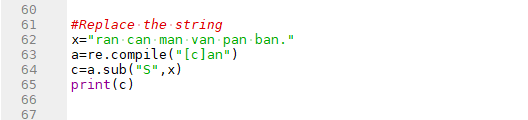 60
61 #Replace the string
62 x="ran can man van pan ban."
63 a=re.compile("[c]an")
64 c=a.sub("S",x)
65 print(c)
66
67